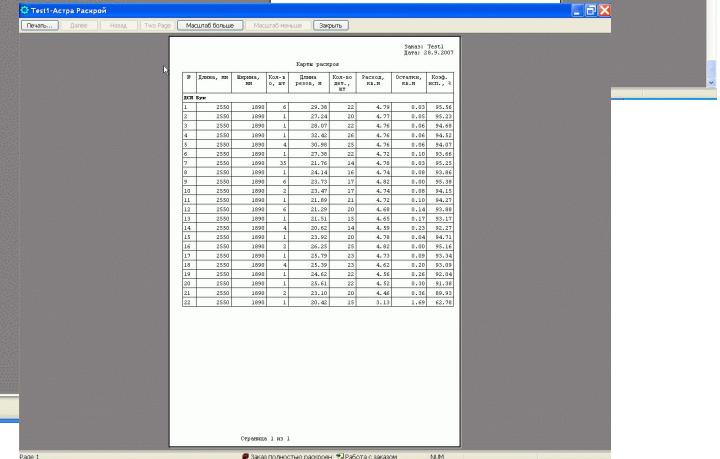 Test1-Астра Раскрой
Печать... Далее Назад Two Page Масштаб больше Масштаб меньше Закрыть
Заказ: Test1
Дата: 28.9.2007
Карты раскроя
№ Длина, мм Ширина, мм Кол-во, шт Длина резов, м Кол-во дет., шт Расход, кв.м Остатки, кв.м Коэф. исп., %
ДСП Бук
1 2550 1890 6 29.38 22 4.79 0.03 95.56
2 2550 1890 1 27.24 20 4.77 0.05 95.23
3 2550 1890 1 28.07 22 4.76 0.06 94.68
4 2550 1890 1 32.42 26 4.76 0.06 94.52
5 2550 1890 4 30.98 25 4.76 0.06 94.07
6 2550 1890 1 27.38 22 4.72 0.10 93.66
7 2550 1890 35 21.76 14 4.78 0.03 95.25
8 2550 1890 1 24.14 16 4.74 0.08 93.86
9 2550 1890 6 23.73 17 4.82 0.00 95.38
10 2550 1890 2 23.47 17 4.74 0.08 94.15
11 2550 1890 1 21.89 21 4.72 0.10 94.27
12 2550 1890 6 21.29 20 4.68 0.14 93.88
13 2550 1890 1 21.51 15 4.65 0.17 93.17
14 2550 1890 4 20.62 14 4.59 0.23 92.27
15 2550 1890 1 23.92 20 4.78 0.04 94.71
16 2550 1890 2 26.25 25 4.82 0.00 95.16
17 2550 1890 1 25.79 23 4.73 0.09 93.34
18 2550 1890 4 25.39 23 4.62 0.20 93.09
19 2550 1890 1 24.62 22 4.56 0.26 92.04
20 2550 1890 1 25.61 22 4.52 0.30 91.38
21 2550 1890 2 23.10 20 4.46 0.36 89.93
22 2550 1890 1 20.42 15 3.13 1.69 62.78
Страница 1 из 1
Page 1 Заказ полностью раскроен Работа с заказом NUM